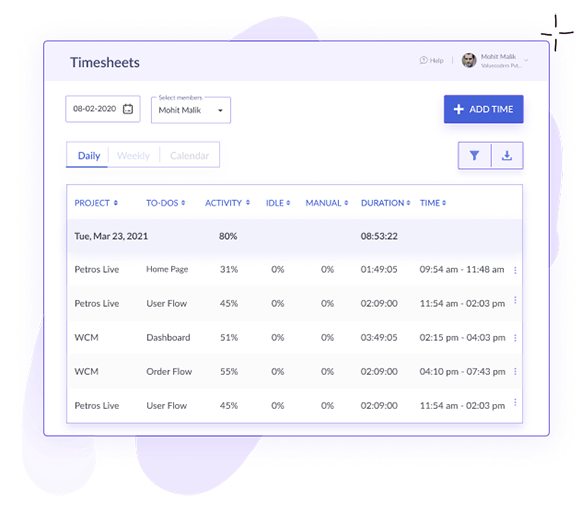 Timesheets
Help
Mohit Malik
08-02-2020
Select members
Mohit Malik
ADD TIME
Daily Weekly Calendar
PROJECT TO-DOS ACTIVITY IDLE MANUAL DURATION TIME
Tue, Mar 23, 2021 80% 08:53:22
Petros Live Home Page 31% 0% 0% 01:49:05 09:54 am - 11:48 am
Petros Live User Flow 45% 0% 0% 02:09:00 11:54 am - 02:03 pm
WCM Dashboard 51% 0% 0% 03:49:05 02:15 pm - 04:03 pm
WCM Order Flow 55% 0% 0% 02:09:00 04:10 pm - 07:43 pm
Petros Live User Flow 45% 0% 0% 02:09:00 11:54 am - 02:03 pm